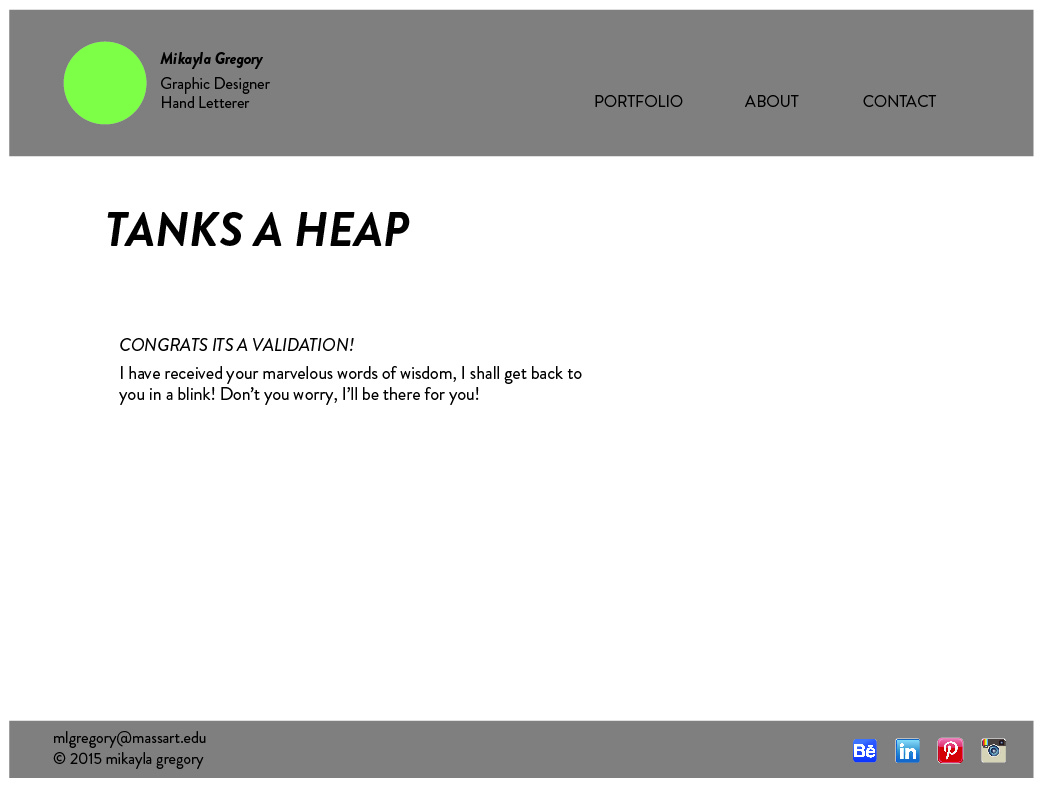 Mikayla Gregory
Graphic Designer
Hand Letterer
PORTFOLIO ABOUT CONTACT
TANKS A HEAP
CONGRATS ITS A VALIDATION!
I have received your marvelous words of wisdom, I shall get back to
you in a blink! Don’t you worry, I’ll be there for you!
mlgregory@massart.edu
© 2015 mikayla gregory
Bē in